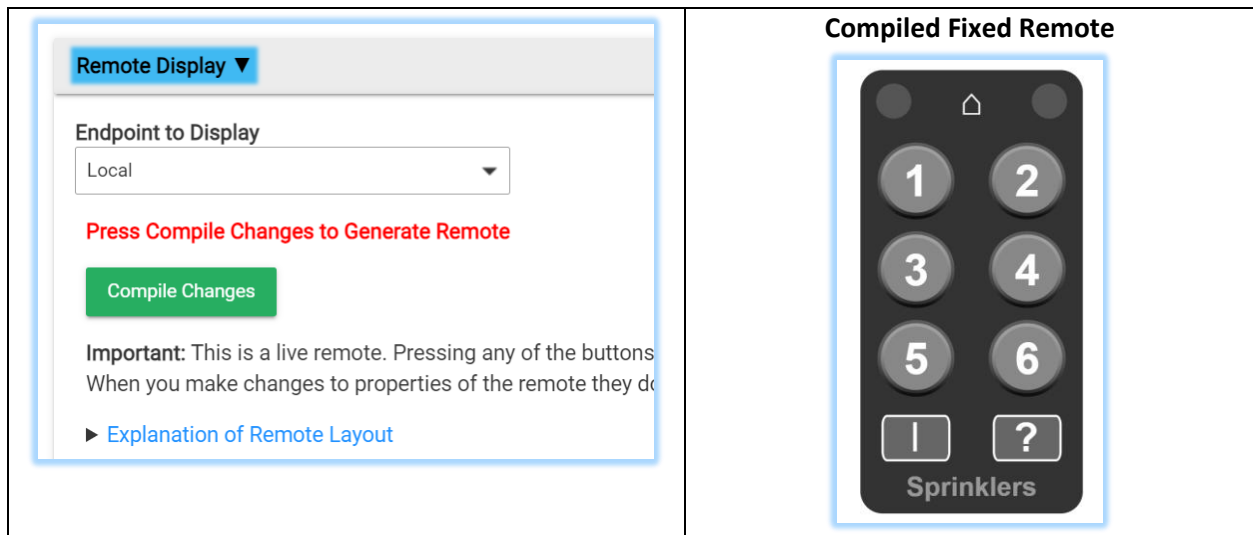 Remote Display ▼
Endpoint to Display
Local
Press Compile Changes to Generate Remote
Compile Changes
Important: This is a live remote. Pressing any of the buttons
When you make changes to properties of the remote they do
► Explanation of Remote Layout
Compiled Fixed Remote
1 2
3 4
5 6
| ?
Sprinklers